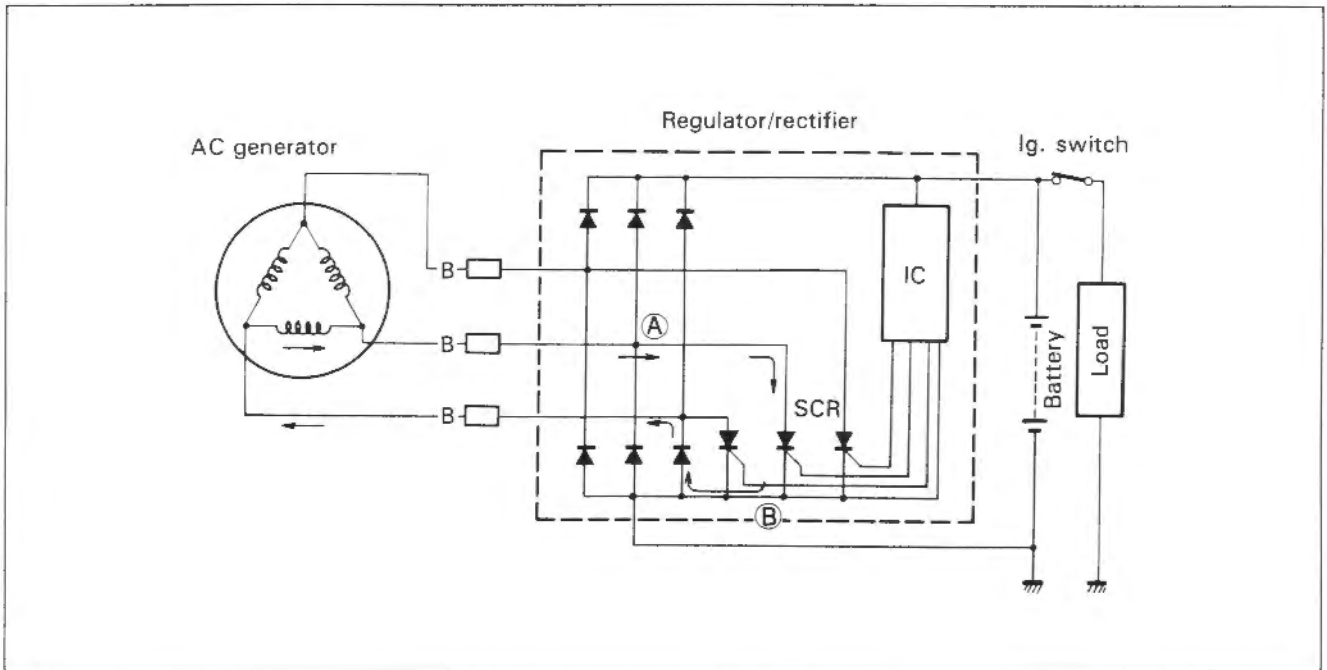 Regulator/rectifier
AC generator
Ig. switch
B
IC
A
B
Load
Battery
SCR
B
B